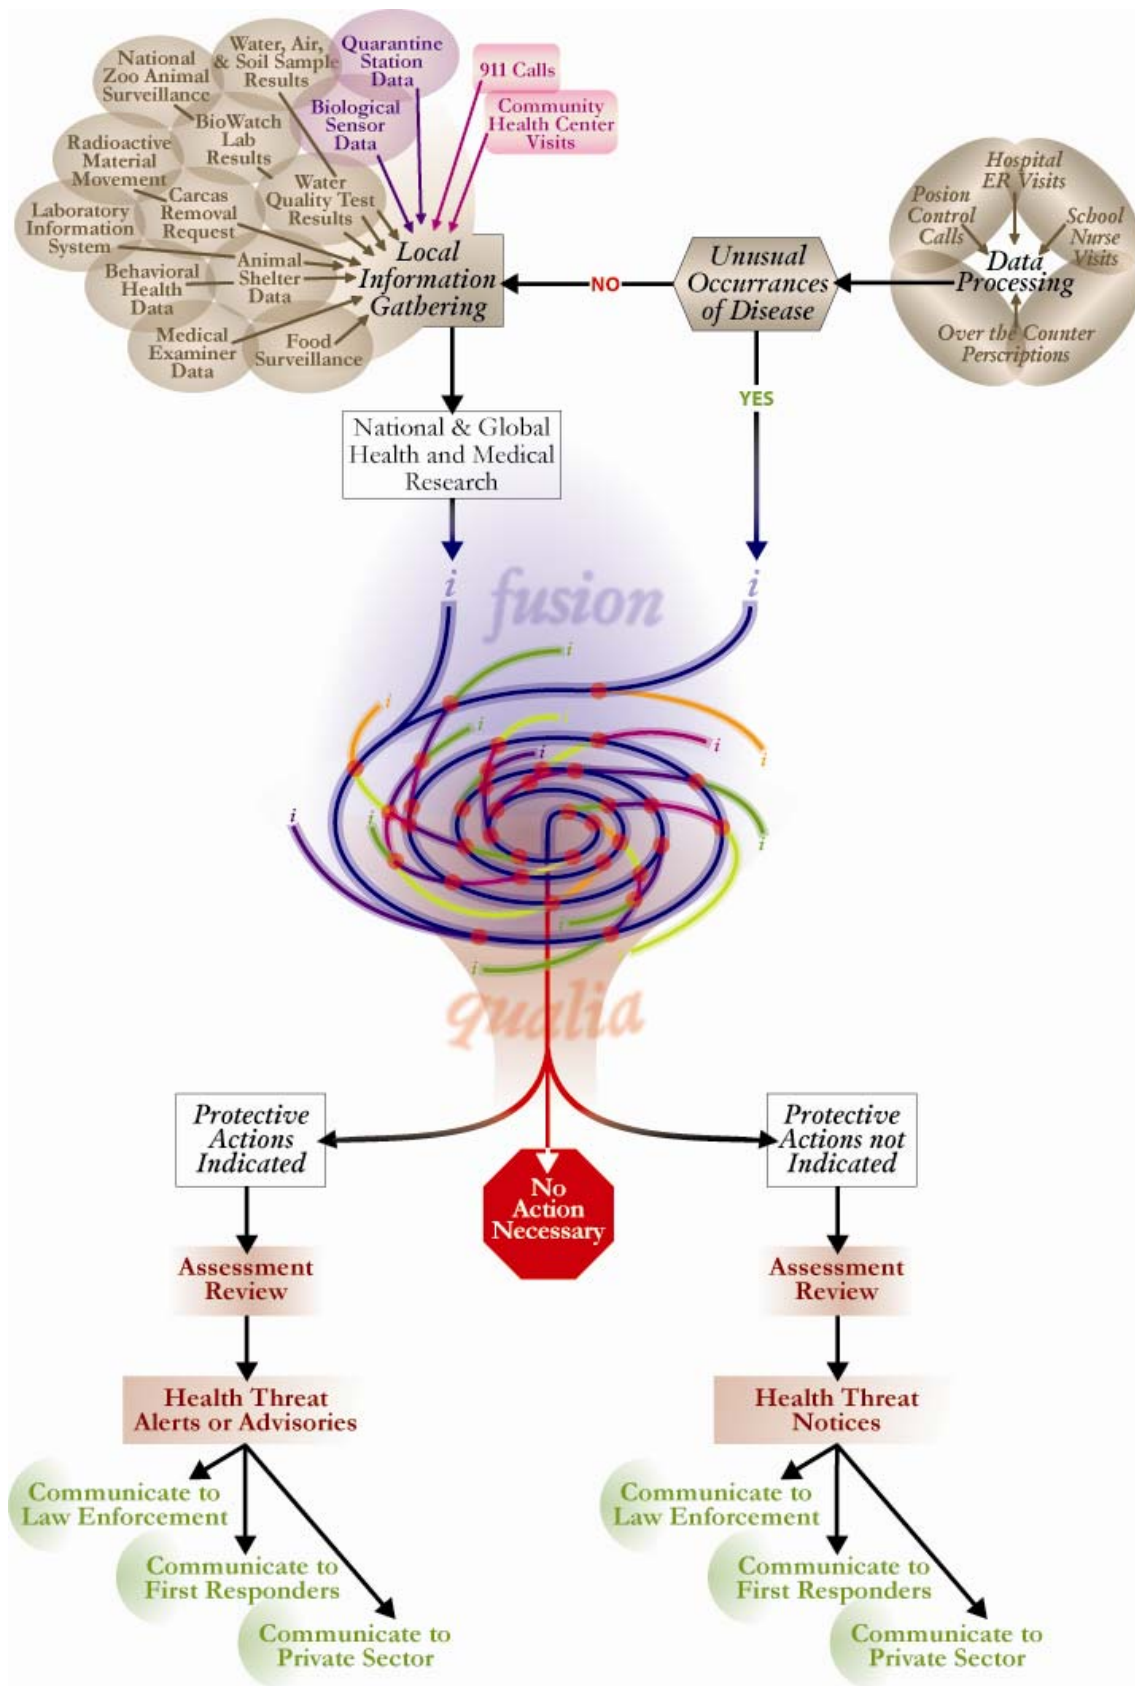 National
Zoo Animal
Surveillance
Water, Air,
& Soil Sample
Results
Quarantine
Station
Data
911 Calls
Community
Health Center
Visits
Biological
Sensor
Data
BioWatch
Lab
Results
Radioactive
Material
Movement
Water
Quality Test
Results
Carcas
Removal
Request
Laboratory
Information
System
Animal
Shelter
Data
Behavioral
Health
Data
Medical
Examiner
Data
Food
Surveillance
Local
Information
Gathering
NO
Unusual
Occurrances
of Disease
Hospital
ER Visits
Posion
Control
Calls
School
Nurse
Visits
Data
Processing
Over the Counter
Perscriptions
YES
National & Global
Health and Medical
Research
i
fusion
i
i
i
i
i
i
i
i
i
i
i
i
i
i
qualia
Protective
Actions
Indicated
No
Action
Necessary
Protective
Actions not
Indicated
Assessment
Review
Assessment
Review
Health Threat
Alerts or Advisories
Health Threat
Notices
Communicate to
Law Enforcement
Communicate to
First Responders
Communicate to
Private Sector
Communicate to
Law Enforcement
Communicate to
First Responders
Communicate to
Private Sector